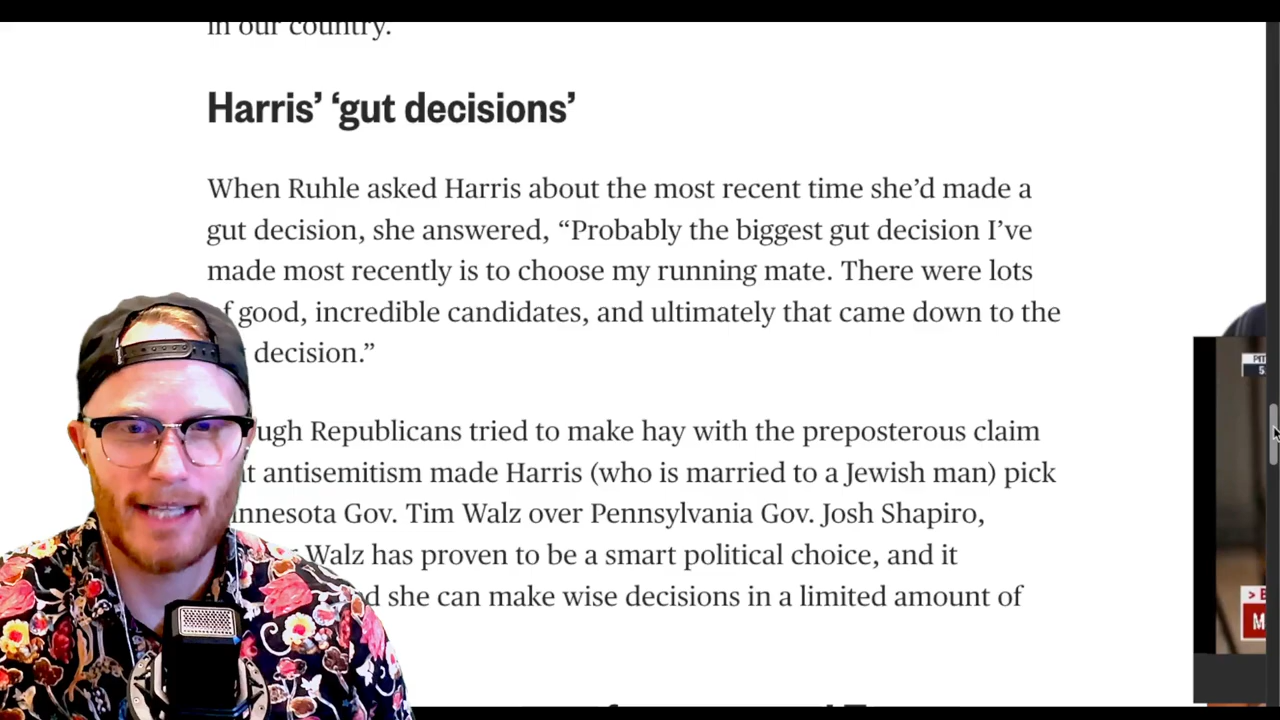 in our country.
Harris’ ‘gut decisions’
When Ruhle asked Harris about the most recent time she’d made a
gut decision, she answered, “Probably the biggest gut decision I’ve
made most recently is to choose my running mate. There were lots
f good, incredible candidates, and ultimately that came down to the
decision.”
ugh Republicans tried to make hay with the preposterous claim
t antisemitism made Harris (who is married to a Jewish man) pick
nnesota Gov. Tim Walz over Pennsylvania Gov. Josh Shapiro,
Walz has proven to be a smart political choice, and it
d she can make wise decisions in a limited amount of